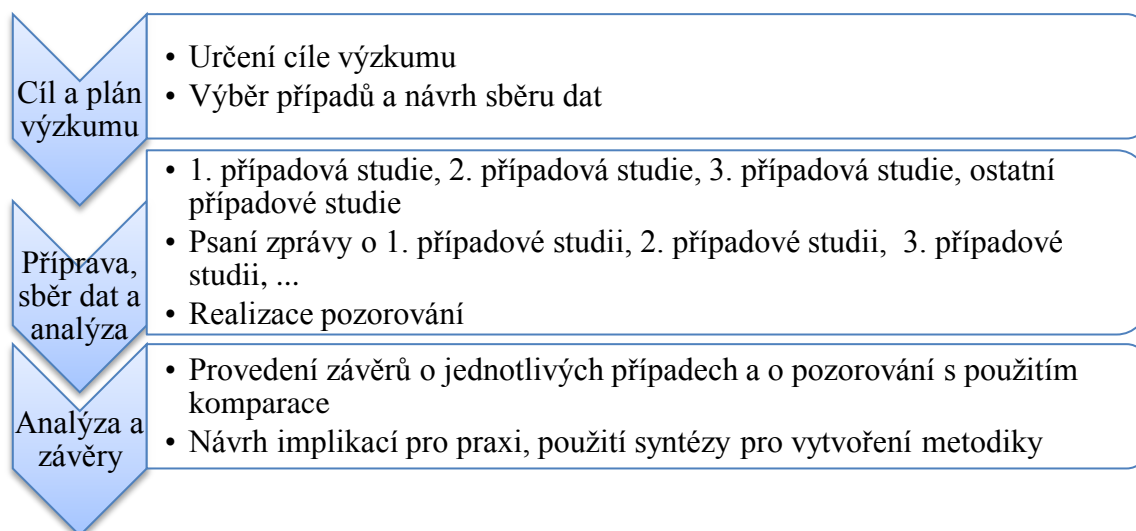 Cíl a plán
výzkumu
• Určení cíle výzkumu
• Výběr případů a návrh sběru dat
Příprava,
sběr dat a
analýza
• 1. případová studie, 2. případová studie, 3. případová studie, ostatní
případové studie
• Psaní zprávy o 1. případové studii, 2. případové studii, 3. případové
studii, ...
• Realizace pozorování
Analýza a
závěry
• Provedení závěrů o jednotlivých případech a o pozorování s použitím
komparace
• Návrh implikací pro praxi, použití syntézy pro vytvoření metodiky